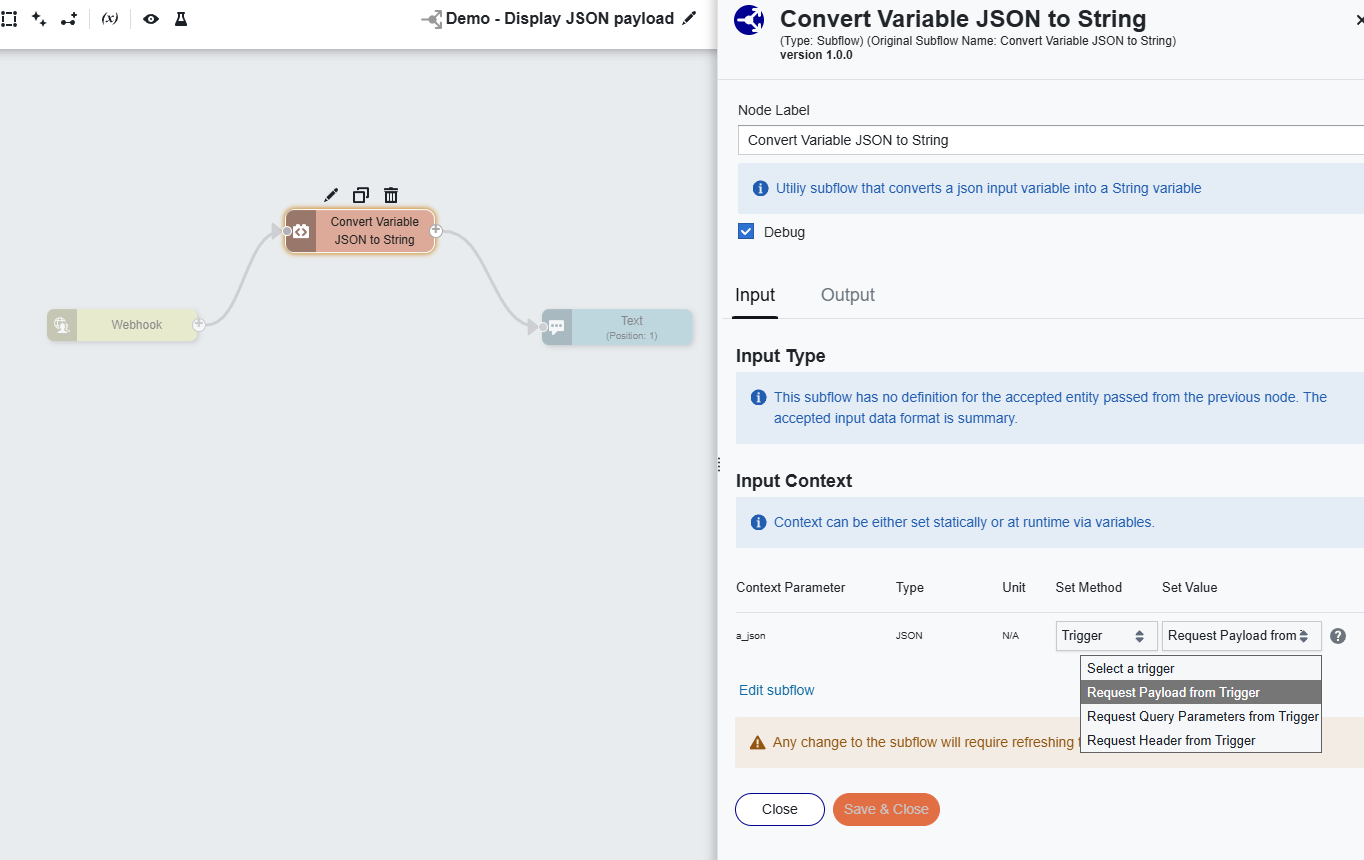 (x)
Demo - Display JSON payload
Convert Variable
JSON to String
Webhook
Text
(Position: 1)
Convert Variable JSON to String
(Type: Subflow) (Original Subflow Name: Convert Variable JSON to String)
version 1.0.0
Node Label
Convert Variable JSON to String
Utiliy subflow that converts a json input variable into a String variable
Debug
Input Output
Input Type
This subflow has no definition for the accepted entity passed from the previous node. The
accepted input data format is summary.
Input Context
Context can be either set statically or at runtime via variables.
Context Parameter Type Unit Set Method Set Value
a_json JSON N/A Trigger Request Payload from
Select a trigger
Request Payload from Trigger
Request Query Parameters from Trigger
Request Header from Trigger
Edit subflow
Any change to the subflow will require refreshing
Close Save & Close